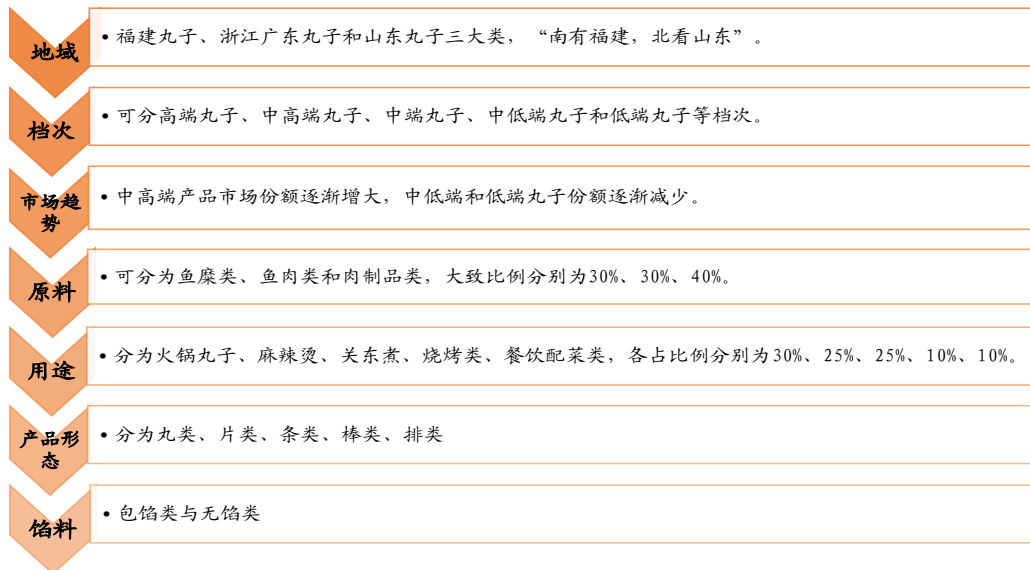 地域
• 福建丸子、浙江广东丸子和山东丸子三大类，“南有福建，北看山东”。
档次
• 可分高端丸子、中高端丸子、中端丸子、中低端丸子和低端丸子等档次。
市场趋
势
• 中高端产品市场份额逐渐增大，中低端和低端丸子份额逐渐减少。
原料
• 可分为鱼糜类、鱼肉类和肉制品类，大致比例分别为30%、30%、40%。
用途
• 分为火锅丸子、麻辣烫、关东煮、烧烤类、餐饮配菜类，各占比例分别为30%、25%、25%、10%、10%。
产品形
态
• 分为丸类、片类、条类、棒类、排类
馅料
• 包馅类与无馅类